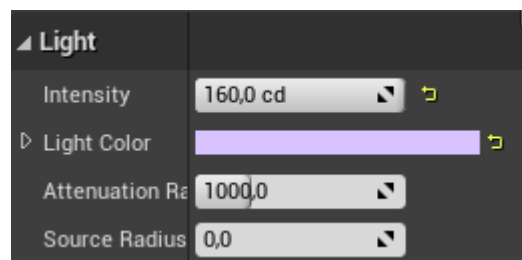 Light
Intensity 160,0 cd
Light Color
Attenuation Ra 1000,0
Source Radius 0,0